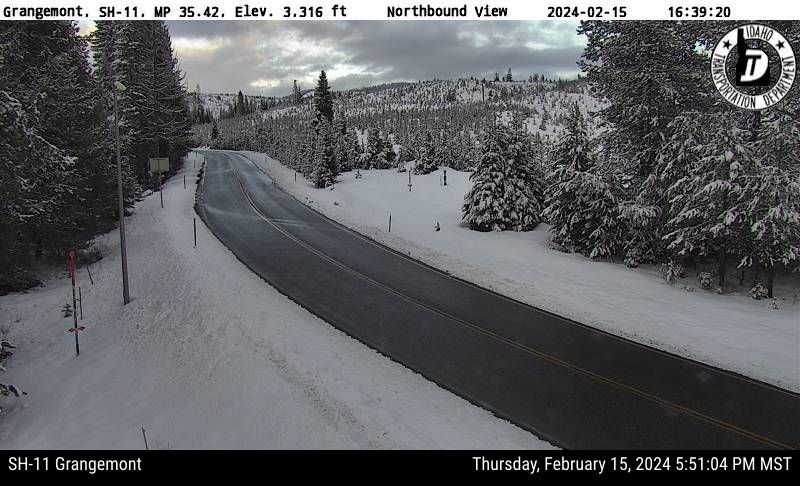 Grangemont, SH-11, MP 35.42, Elev. 3,316 ft Northbound View 2024-02-15 16:39:20
IDAHO
TRANSPORTATION DEPARTMENT
SH-11 Grangemont Thursday, February 15, 2024 5:51:04 PM MST